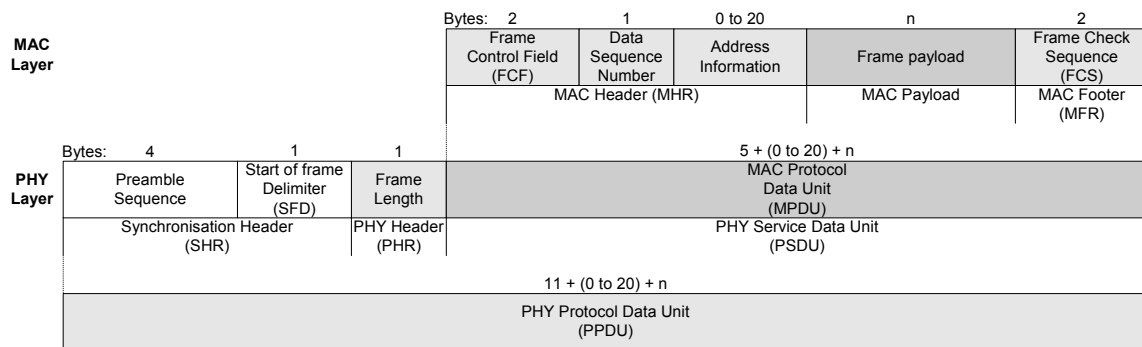 Bytes: 2 1 0 to 20 n 2
MAC
Layer
Frame
Control Field
(FCF)
Data
Sequence
Number
Address
Information
Frame payload
Frame Check
Sequence
(FCS)
MAC Header (MHR)
MAC Payload
MAC Footer
(MFR)
Bytes: 4 1 1 5 + (0 to 20) + n
PHY
Layer
Preamble
Sequence
Start of frame
Delimiter
(SFD)
Frame
Length
MAC Protocol
Data Unit
(MPDU)
Synchronisation Header
(SHR)
PHY Header
(PHR)
PHY Service Data Unit
(PSDU)
11 + (0 to 20) + n
PHY Protocol Data Unit
(PPDU)